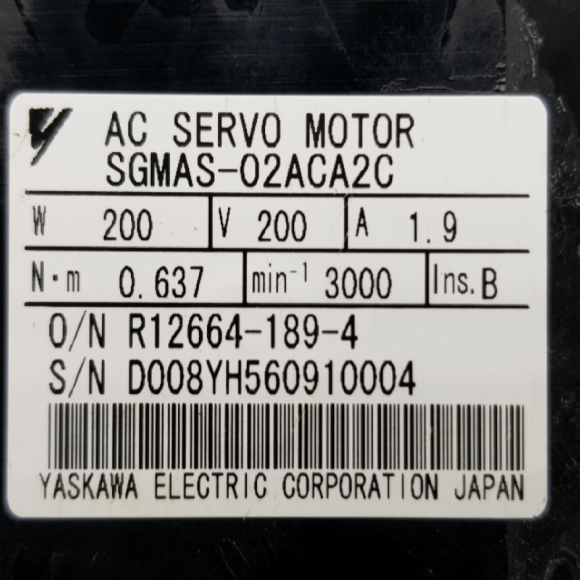 AC SERVO MOTOR
SGMAS-02ACA2C
W 200 V 200 A 1.9
N·m 0.637 min⁻¹ 3000 Ins. B
O/N R12664-189-4
S/N D008YH560910004
YASKAWA ELECTRIC CORPORATION JAPAN